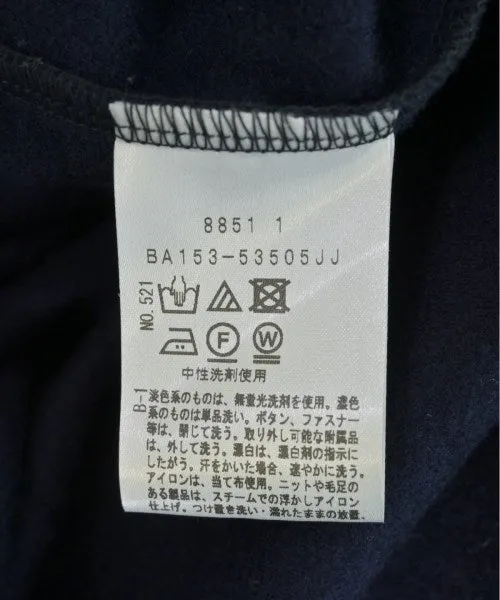 8851 1
BA153-53505JJ
NO.521
F
W
中性洗剤使用
B-1
淡色系のものは、無蛍光洗剤を使用。濃色
系のものは単品洗い。ボタン、ファスナー
等は、閉じて洗う。取り外し可能な附属品
は、外して洗う。漂白は、漂白剤の指示に
したがう。汗をかいた場合、速やかに洗う。
アイロンは、当て布使用。ニットや毛足の
ある製品は、スチームでの浮かしアイロン
仕上げ。つけ置き洗い・濡れたままの放置、